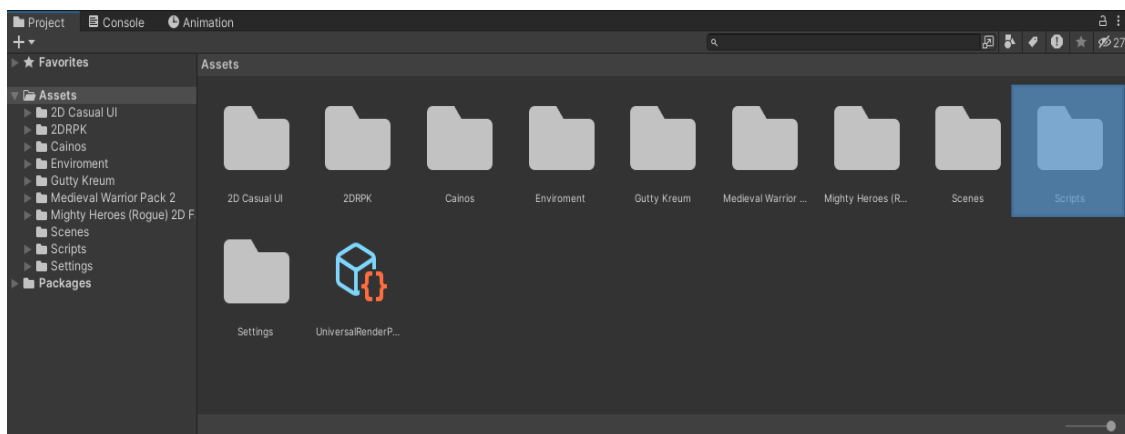 Project Console Animation
27
Favorites
Assets
Assets
2D Casual UI
2DRPK
Cainos
Enviroment
Gutty Kreum
Medieval Warrior Pack 2
Mighty Heroes (Rogue) 2D F
Scenes
Scripts
Settings
Packages
2D Casual UI 2DRPK Cainos Enviroment Gutty Kreum Medieval Warrior ... Mighty Heroes (R... Scenes Scripts
Settings UniversalRenderP...